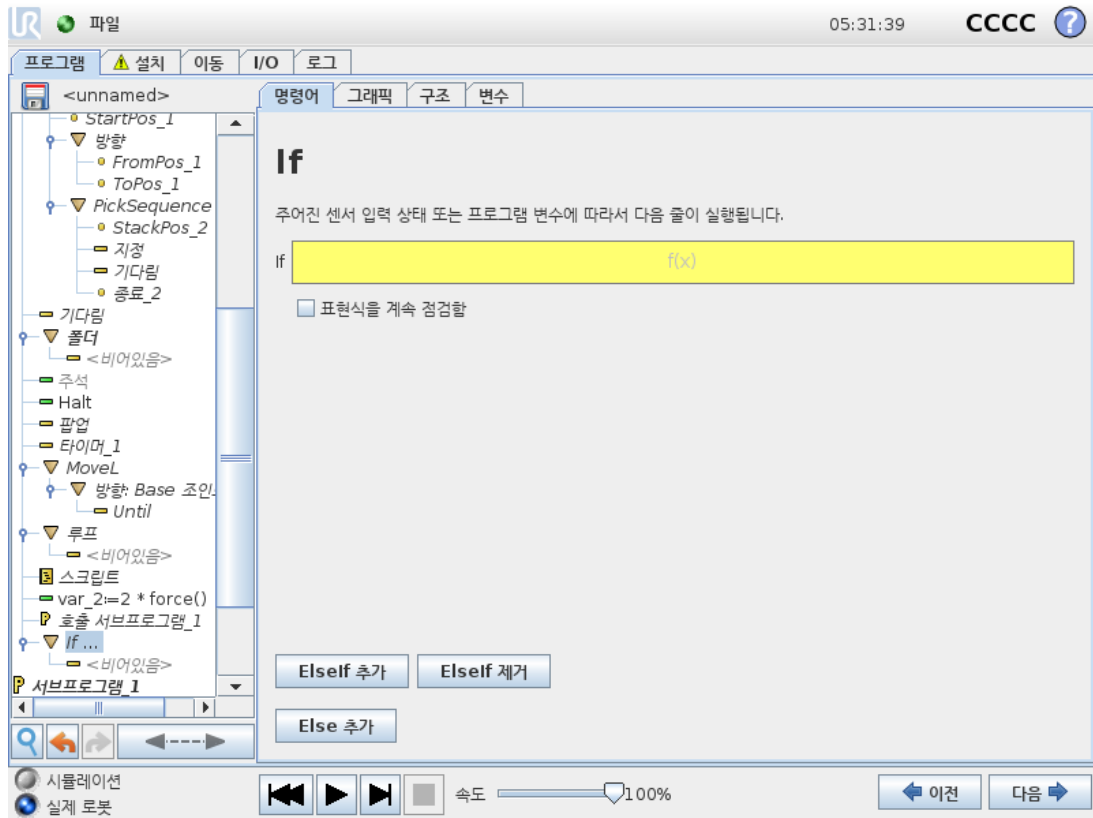 UR 파일 05:31:39 CCCC ?
프로그램 설치 이동 I/O 로그
<unnamed>
명령어 그래픽 구조 변수
StartPos_1
방향
FromPos_1
ToPos_1
PickSequence
StackPos_2
지정
기다림
종료_2
기다림
폴더
<비어있음>
주석
Halt
팝업
타이머_1
MoveL
방향: Base 조인
Until
루프
<비어있음>
스크립트
var_2:=2 * force()
호출 서브프로그램_1
If ...
<비어있음>
서브프로그램_1
If
주어진 센서 입력 상태 또는 프로그램 변수에 따라서 다음 줄이 실행됩니다.
If f(x)
표현식을 계속 점검함
ElseIf 추가 ElseIf 제거
Else 추가
시뮬레이션
실제 로봇
속도 100%
이전 다음